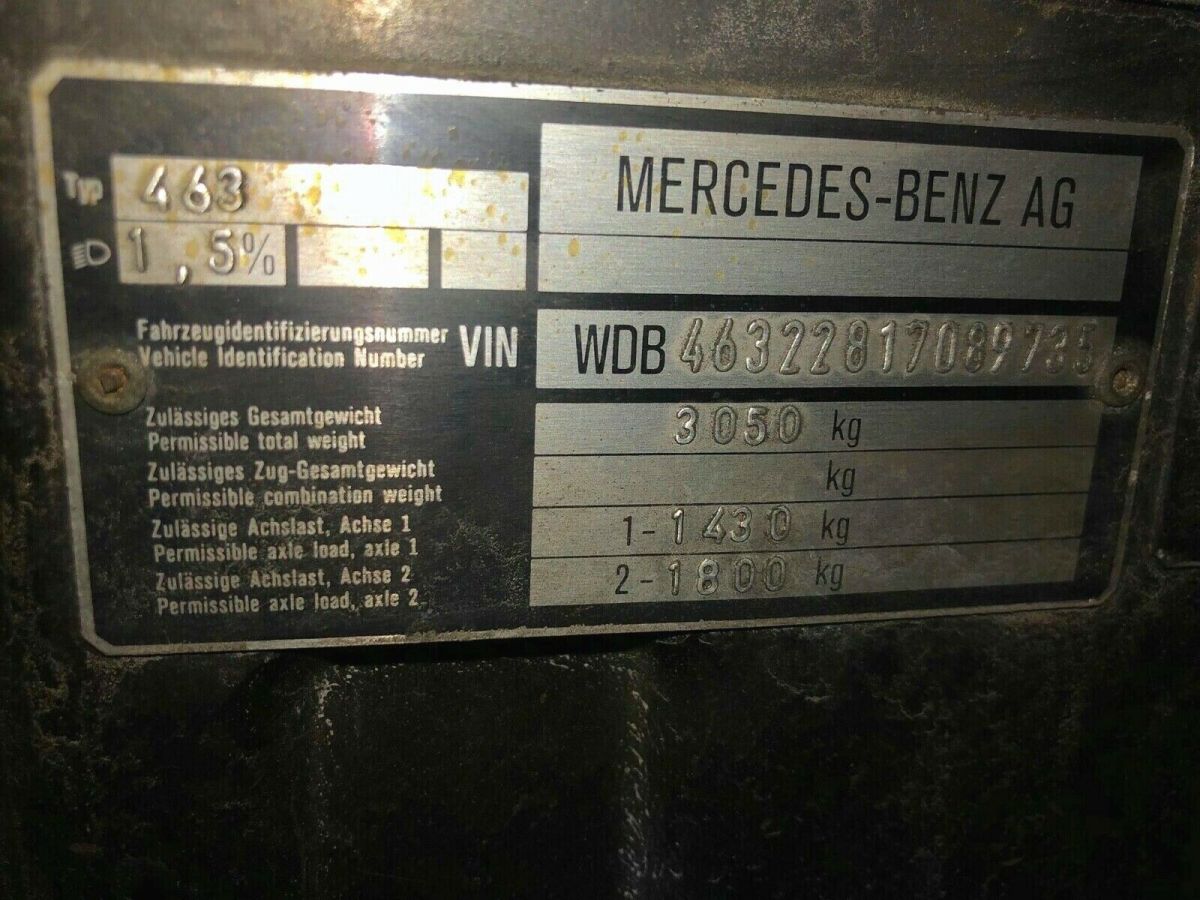 MERCEDES-BENZ AG
Typ 463
1,5%
Fahrzeugidentifizierungsnummer
Vehicle Identification Number
VIN WDB 46322817089735
Zulässiges Gesamtgewicht
Permissible total weight
3050 kg
Zulässiges Zug-Gesamtgewicht
Permissible combination weight
kg
Zulässige Achslast, Achse 1
Permissible axle load, axle 1
1-1430 kg
Zulässige Achslast, Achse 2
Permissible axle load, axle 2
2-1800 kg